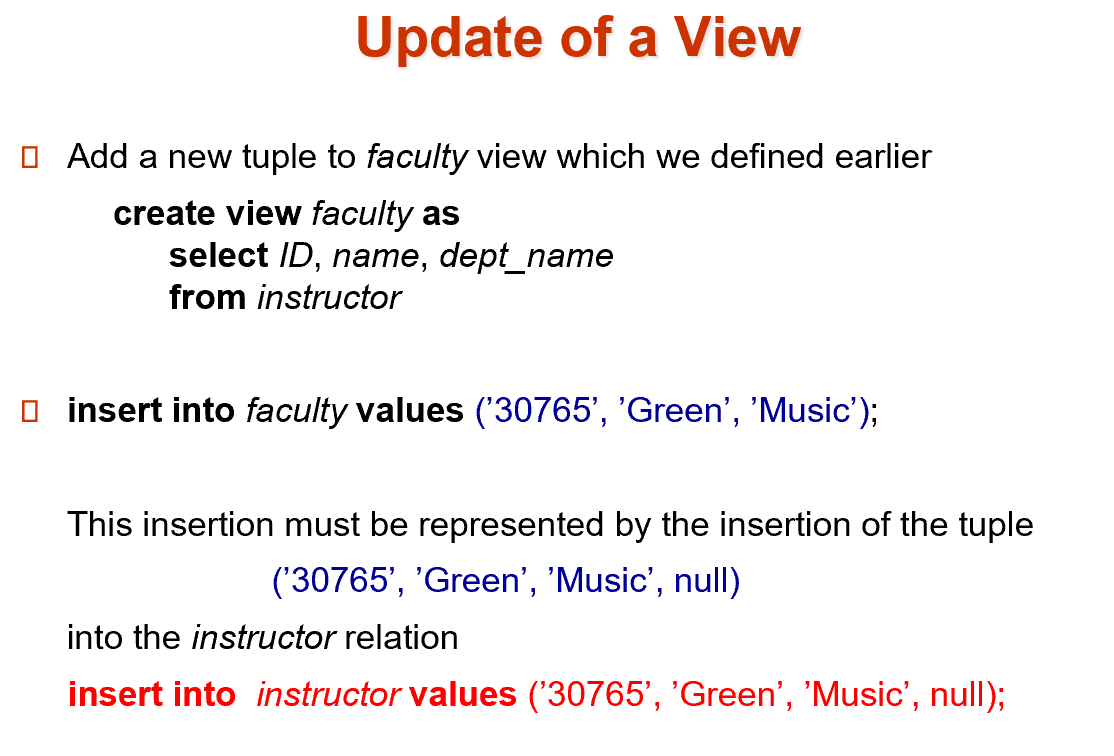 Update of a View
Add a new tuple to faculty view which we defined earlier
create view faculty as
select ID, name, dept_name
from instructor
insert into faculty values (’30765’, ’Green’, ’Music’);
This insertion must be represented by the insertion of the tuple
(’30765’, ’Green’, ’Music’, null)
into the instructor relation
insert into  instructor values (’30765’, ’Green’, ’Music’, null);